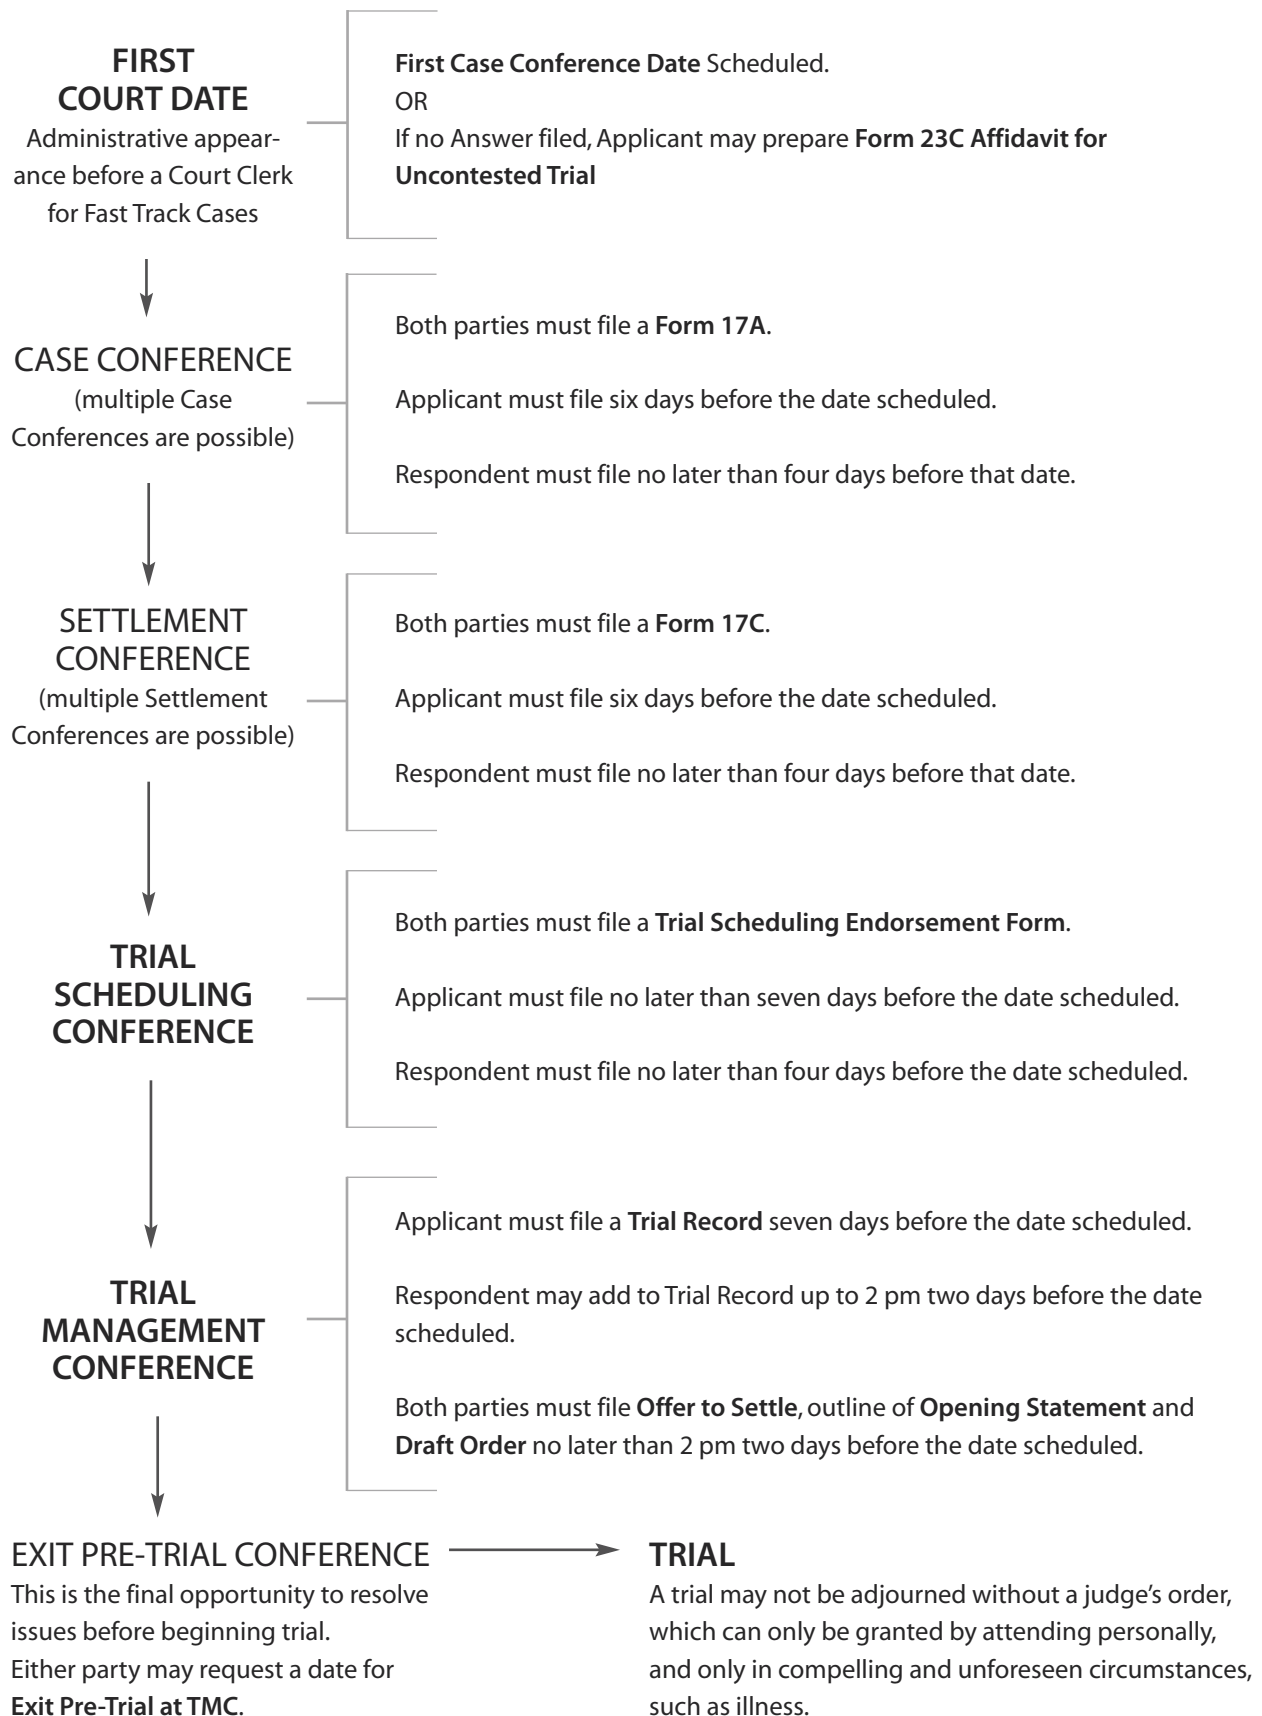 FIRST
COURT DATE
Administrative appear-
ance before a Court Clerk
for Fast Track Cases
First Case Conference Date Scheduled.
OR
If no Answer filed, Applicant may prepare Form 23C Affidavit for
Uncontested Trial
CASE CONFERENCE
(multiple Case
Conferences are possible)
Both parties must file a Form 17A.
Applicant must file six days before the date scheduled.
Respondent must file no later than four days before that date.
SETTLEMENT
CONFERENCE
(multiple Settlement
Conferences are possible)
Both parties must file a Form 17C.
Applicant must file six days before the date scheduled.
Respondent must file no later than four days before that date.
TRIAL
SCHEDULING
CONFERENCE
Both parties must file a Trial Scheduling Endorsement Form.
Applicant must file no later than seven days before the date scheduled.
Respondent must file no later than four days before the date scheduled.
TRIAL
MANAGEMENT
CONFERENCE
Applicant must file a Trial Record seven days before the date scheduled.
Respondent may add to Trial Record up to 2 pm two days before the date
scheduled.
Both parties must file Offer to Settle, outline of Opening Statement and
Draft Order no later than 2 pm two days before the date scheduled.
EXIT PRE-TRIAL CONFERENCE
This is the final opportunity to resolve
issues before beginning trial.
Either party may request a date for
Exit Pre-Trial at TMC.
TRIAL
A trial may not be adjourned without a judge's order,
which can only be granted by attending personally,
and only in compelling and unforeseen circumstances,
such as illness.